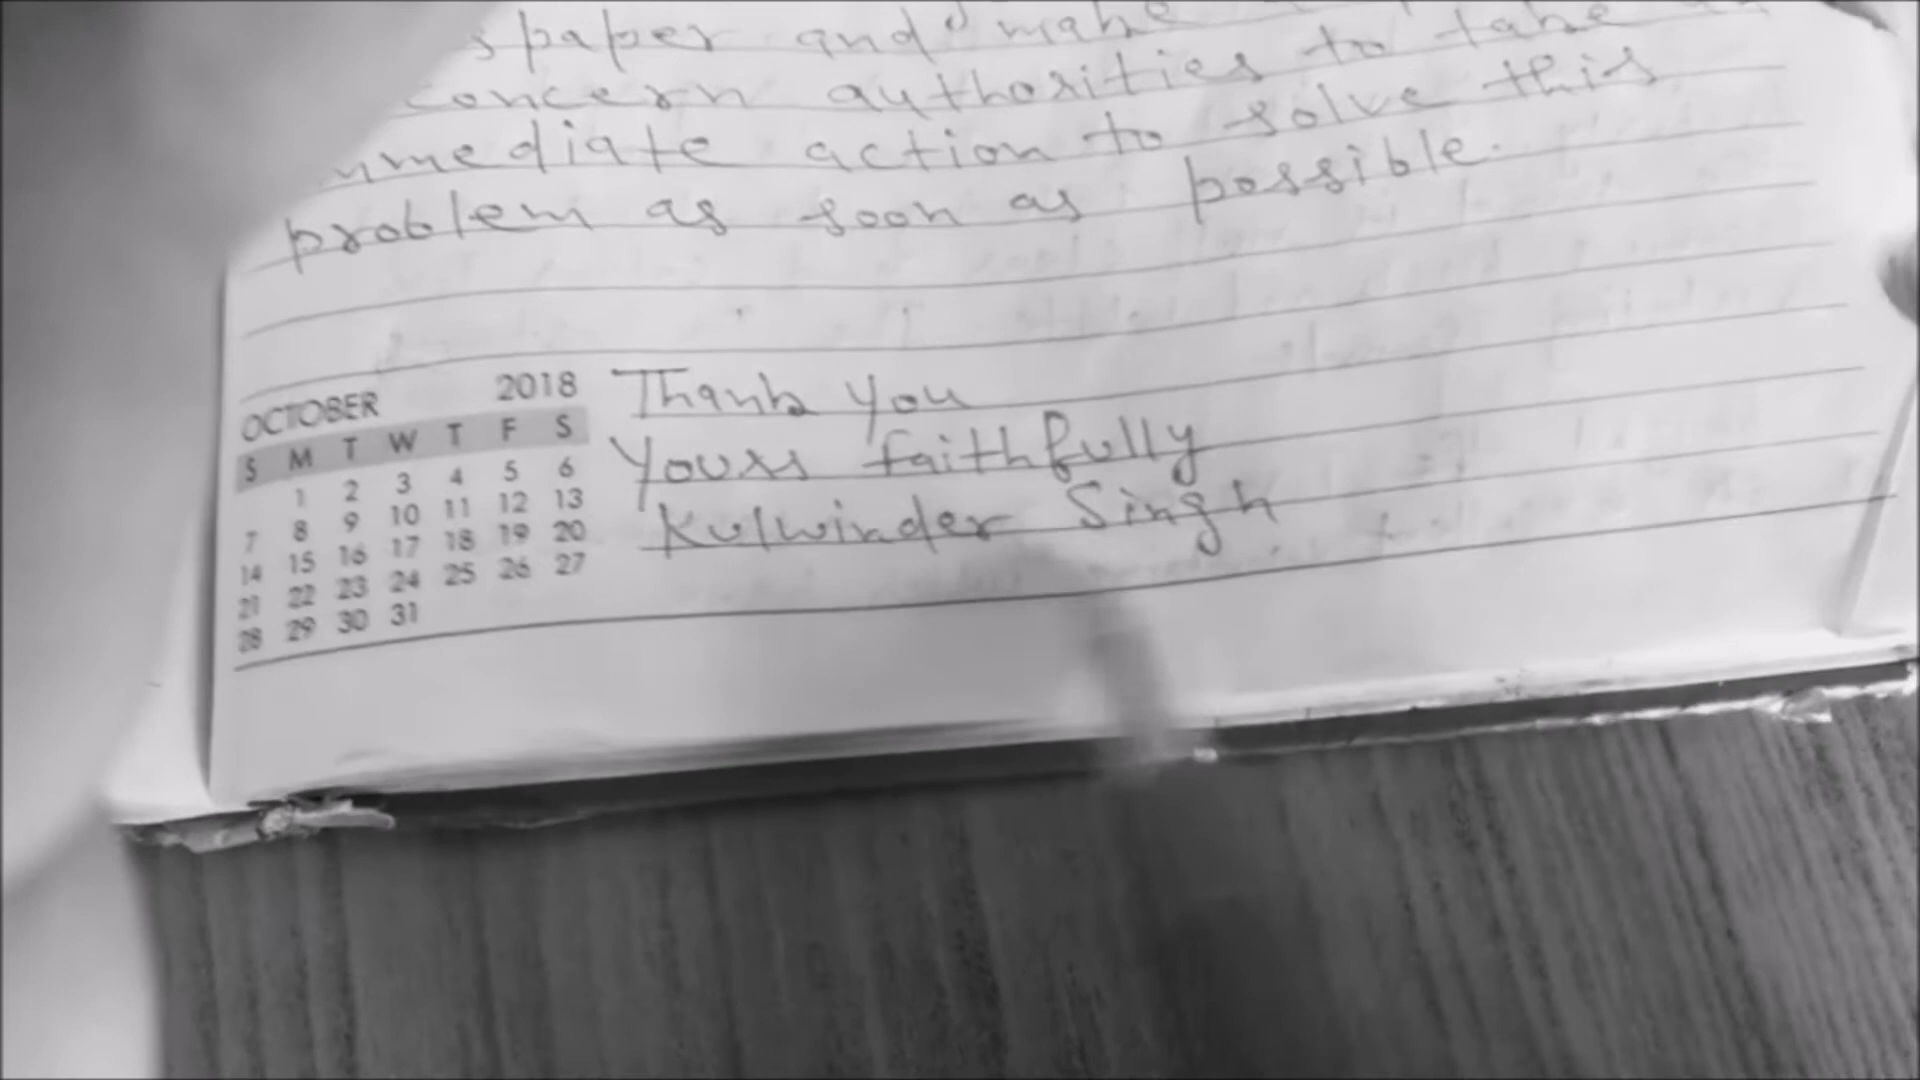 spaper and make
concern authorities to take
mmediate action to solve this
problem as soon as possible.
OCTOBER 2018
S M T W T F S
1 2 3 4 5 6
7 8 9 10 11 12 13
14 15 16 17 18 19 20
21 22 23 24 25 26 27
28 29 30 31
Thank you
Yours faithfully
Kulwinder Singh